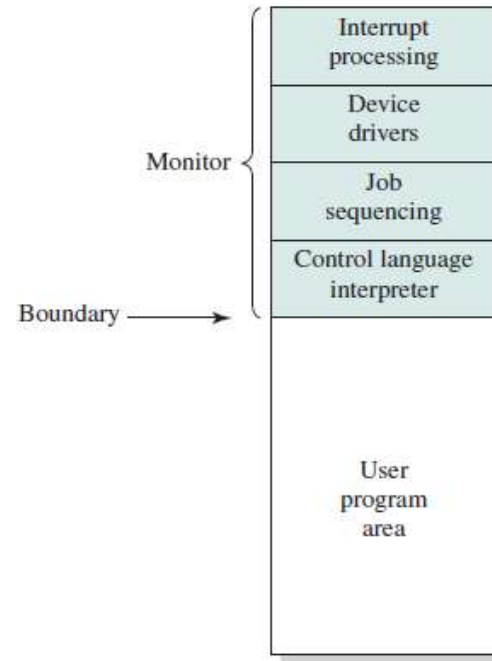 Interrupt
processing
Device
drivers
Monitor
Job
sequencing
Control language
interpreter
Boundary
User
program
area